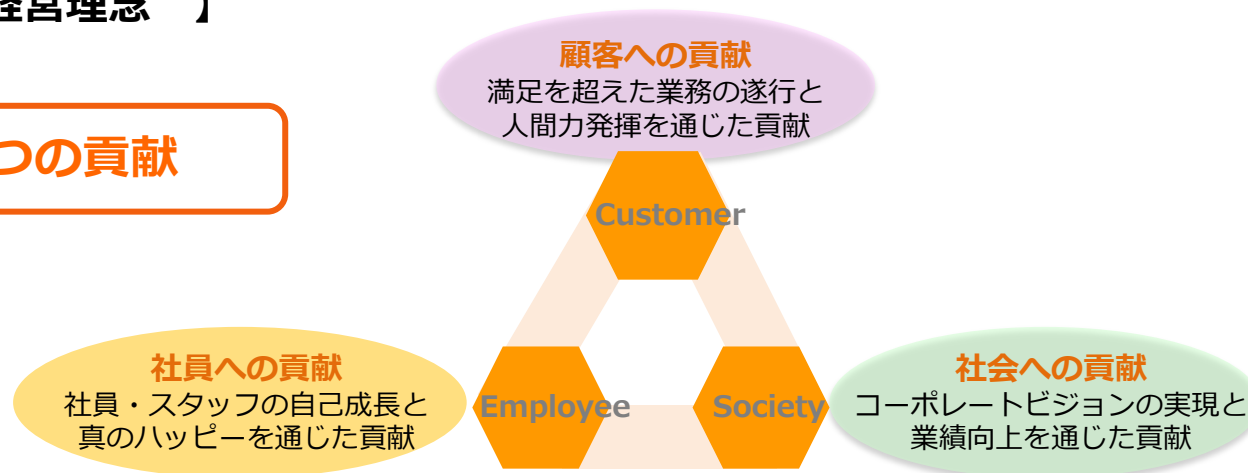 経営理念 】
つの貢献
顧客への貢献
満足を超えた業務の遂行と
人間力発揮を通じた貢献
Customer
社員への貢献
社員・スタッフの自己成長と
真のハッピーを通じた貢献
Employee
Society
社会への貢献
コーポレートビジョンの実現と
業績向上を通じた貢献